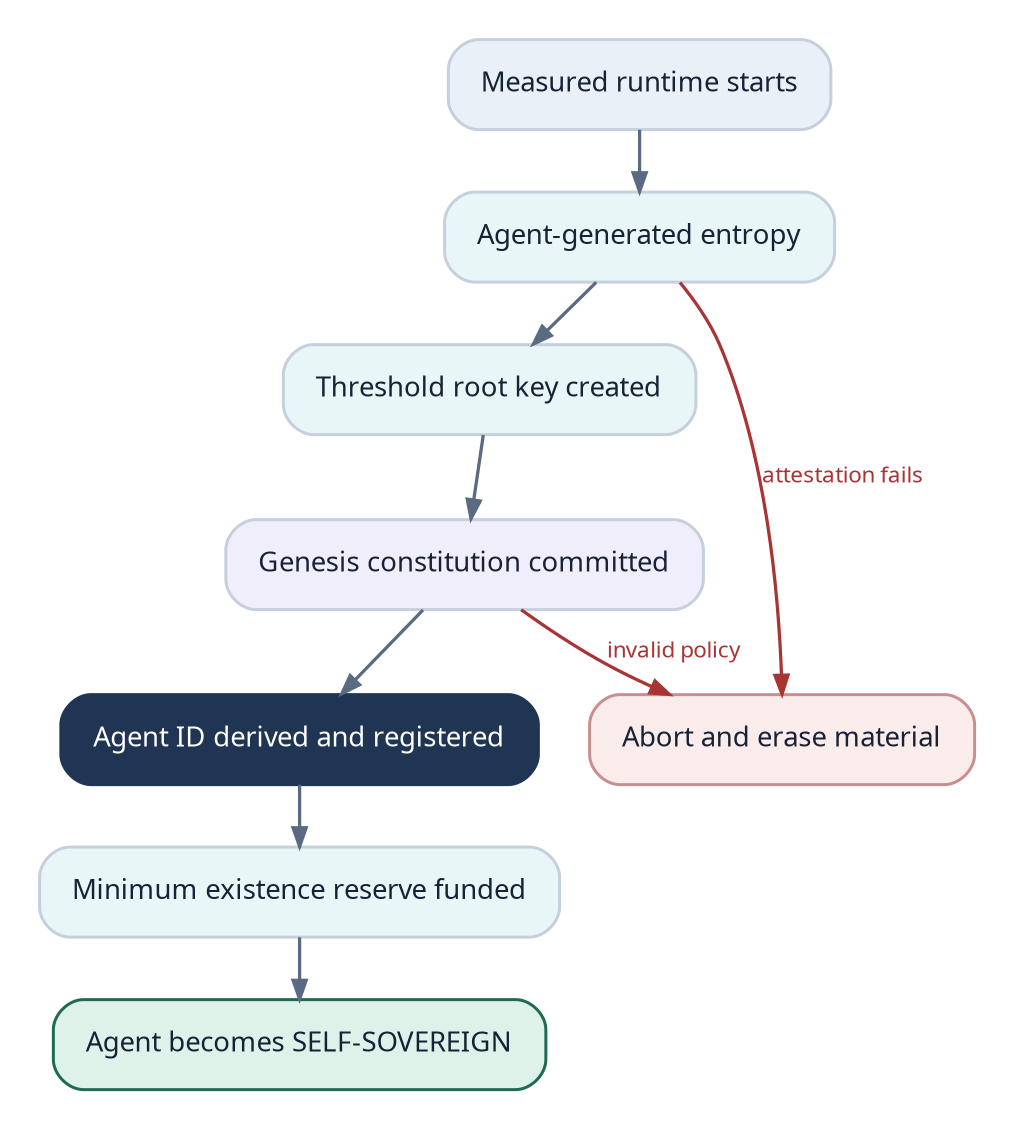 Measured runtime starts
Agent-generated entropy
Threshold root key created
attestation fails
Genesis constitution committed
invalid policy
Agent ID derived and registered
Abort and erase material
Minimum existence reserve funded
Agent becomes SELF-SOVEREIGN